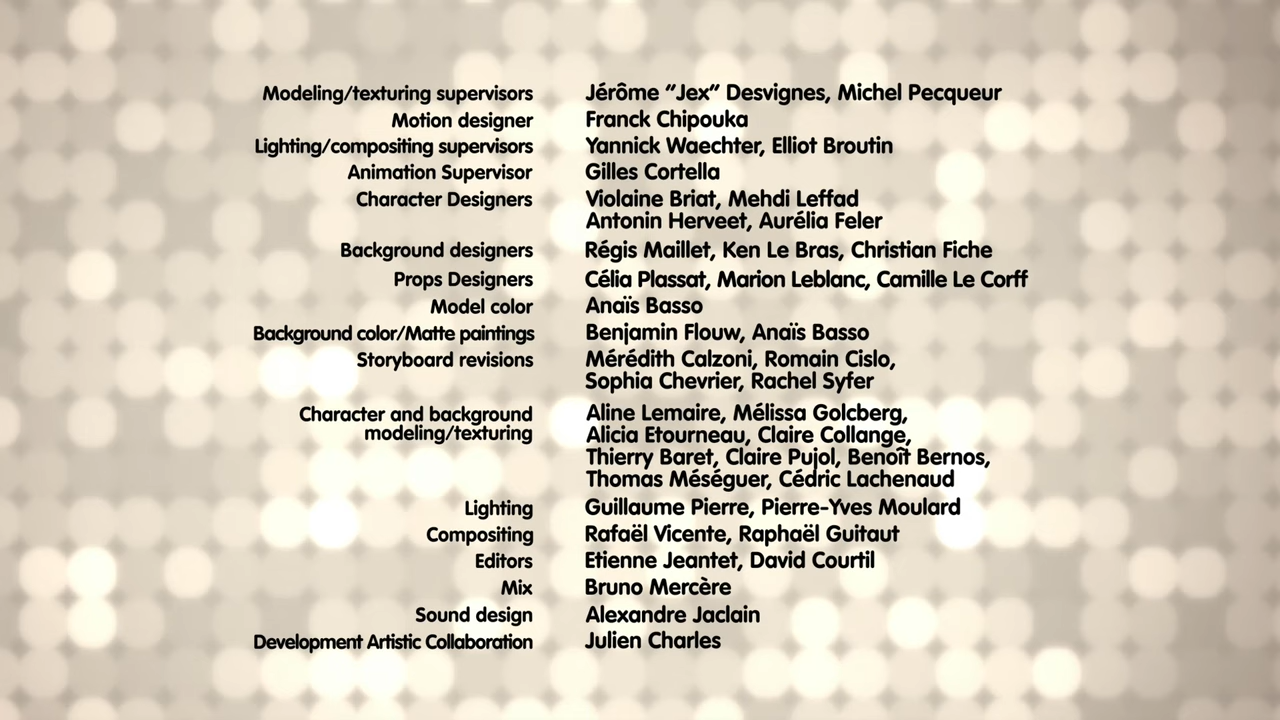 Modeling/texturing supervisors Jérôme "Jex" Desvignes, Michel Pecqueur
Motion designer Franck Chipouka
Lighting/compositing supervisors Yannick Waechter, Elliot Broutin
Animation Supervisor Gilles Cortella
Character Designers Violaine Briat, Mehdi Leffad
Antonin Herveet, Aurélia Feler
Background designers Régis Maillet, Ken Le Bras, Christian Fiche
Props Designers Célia Plassat, Marion Leblanc, Camille Le Corff
Model color Anaïs Basso
Background color/Matte paintings Benjamin Flouw, Anaïs Basso
Storyboard revisions Mérédith Calzoni, Romain Cislo,
Sophia Chevrier, Rachel Syfer
Character and background Aline Lemaire, Mélissa Golcberg,
modeling/texturing Alicia Etourneau, Claire Collange,
Thierry Baret, Claire Pujol, Benoît Bernos,
Thomas Méséguer, Cédric Lachenaud
Lighting Guillaume Pierre, Pierre-Yves Moulard
Compositing Rafaël Vicente, Raphaël Guitaut
Editors Etienne Jeantet, David Courtil
Mix Bruno Mercère
Sound design Alexandre Jaclain
Development Artistic Collaboration Julien Charles